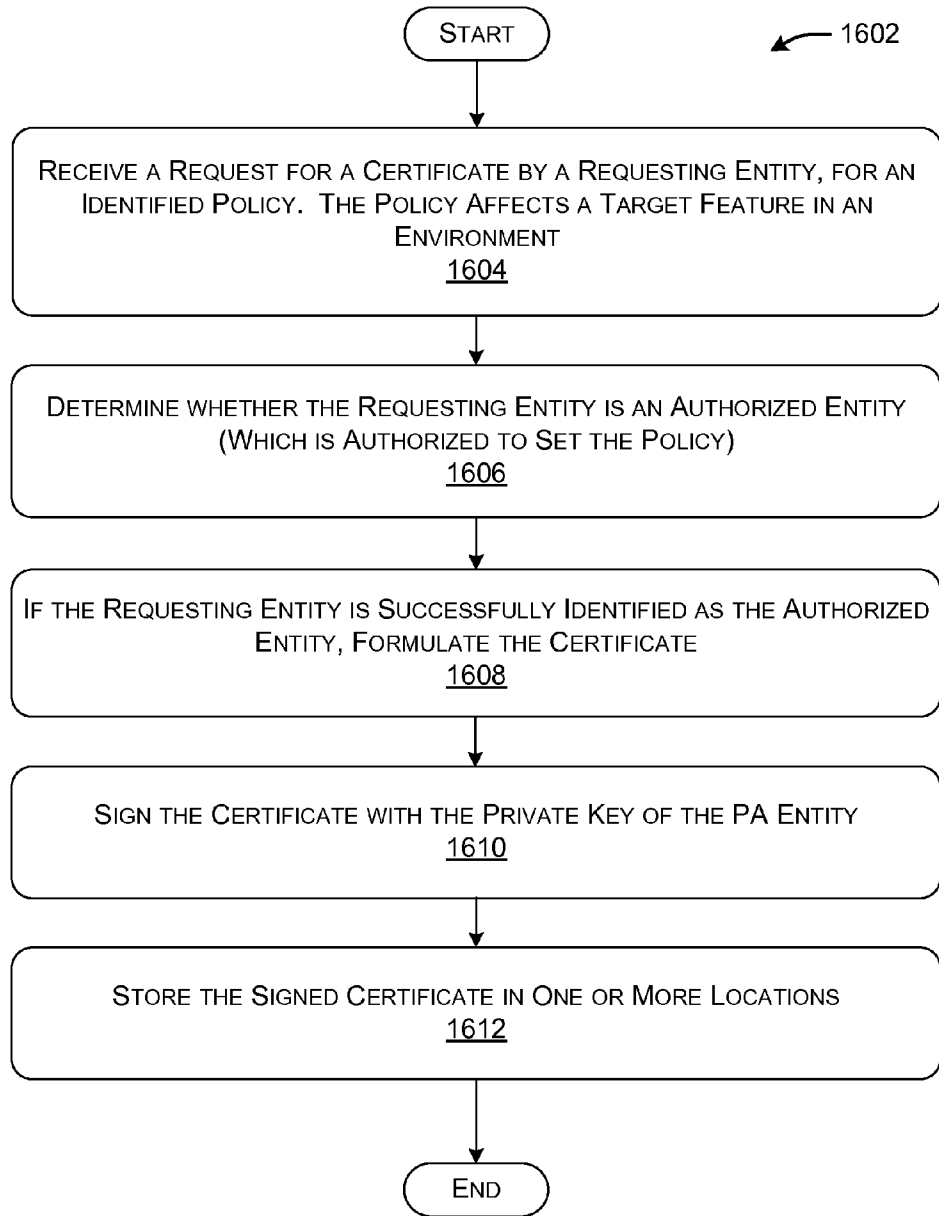 START
1602
RECEIVE A REQUEST FOR A CERTIFICATE BY A REQUESTING ENTITY, FOR AN
IDENTIFIED POLICY. THE POLICY AFFECTS A TARGET FEATURE IN AN
ENVIRONMENT
1604
DETERMINE WHETHER THE REQUESTING ENTITY IS AN AUTHORIZED ENTITY
(WHICH IS AUTHORIZED TO SET THE POLICY)
1606
IF THE REQUESTING ENTITY IS SUCCESSFULLY IDENTIFIED AS THE AUTHORIZED
ENTITY, FORMULATE THE CERTIFICATE
1608
SIGN THE CERTIFICATE WITH THE PRIVATE KEY OF THE PA ENTITY
1610
STORE THE SIGNED CERTIFICATE IN ONE OR MORE LOCATIONS
1612
END